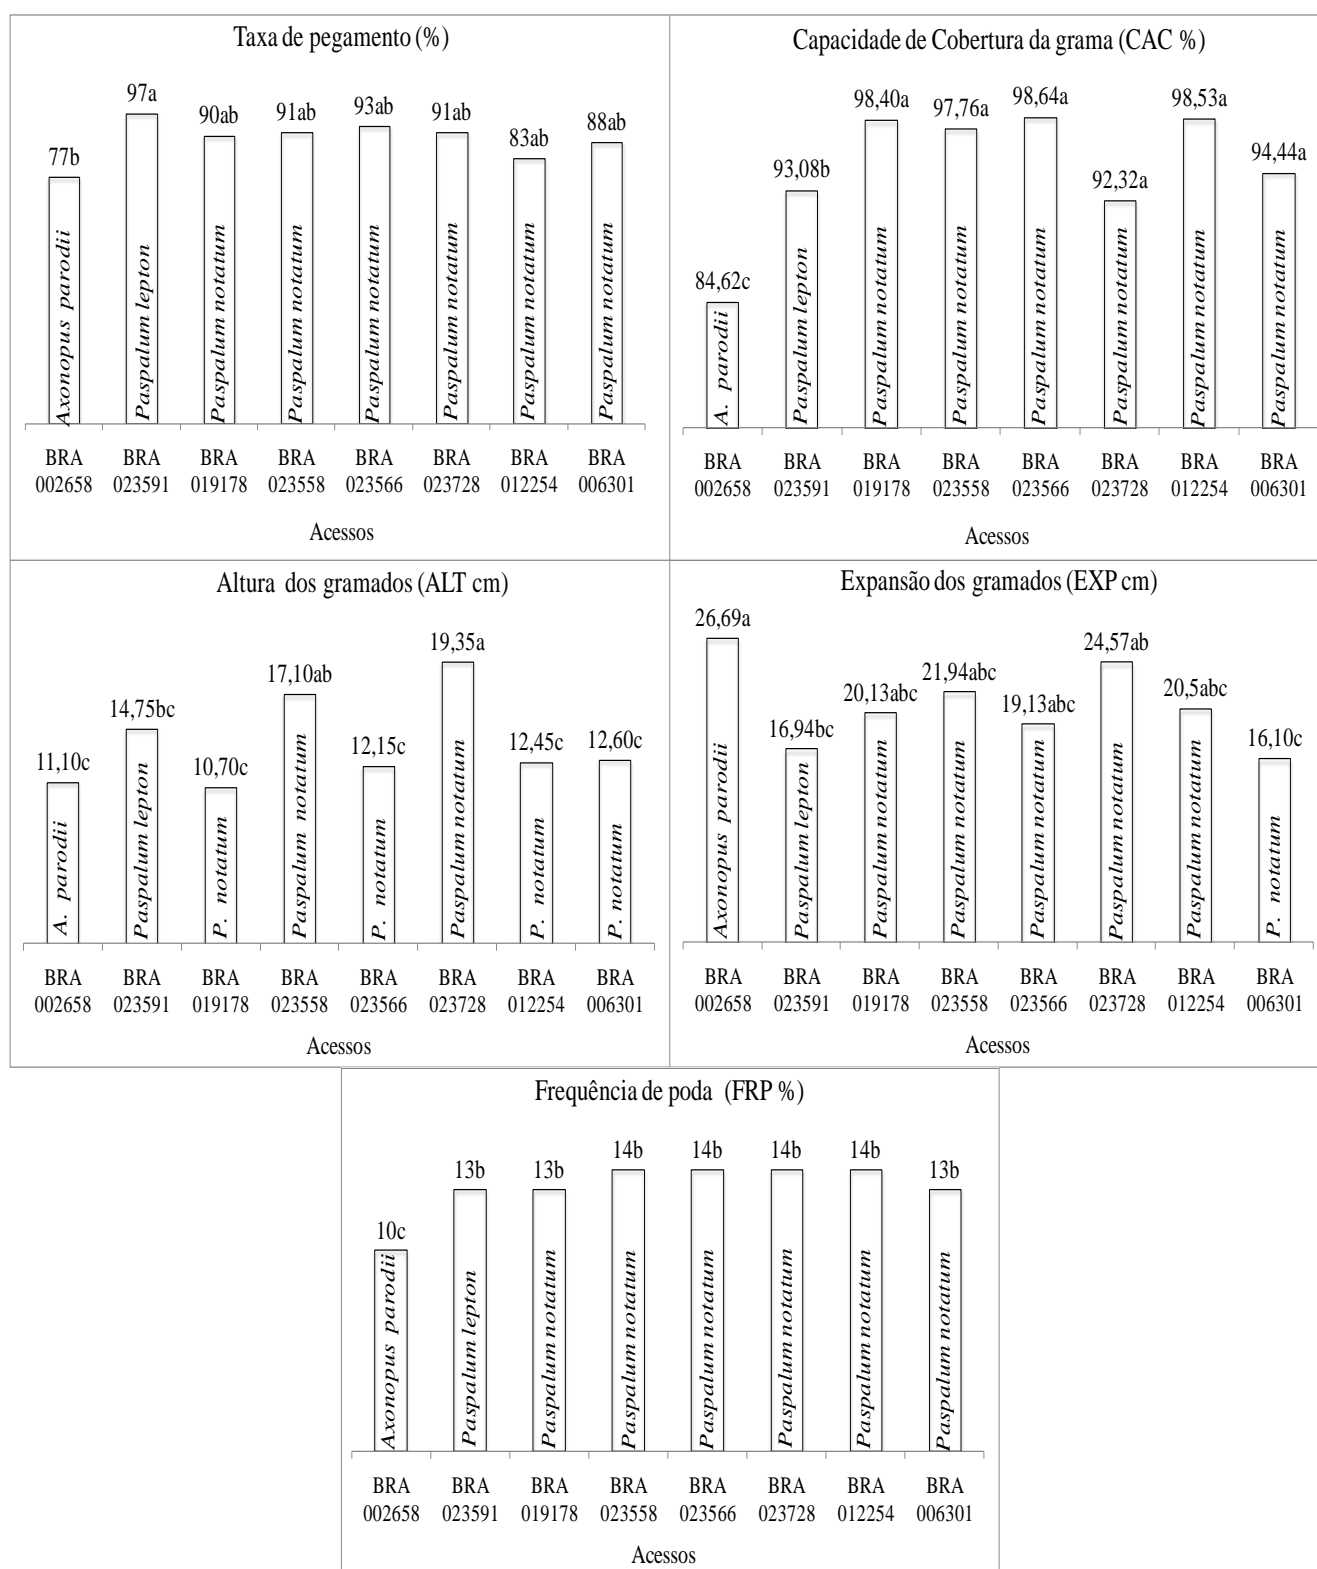 Taxa de pegamento (%)
77b 97a 90ab 91ab 93ab 91ab 83ab 88ab
Axonopus parodii
Paspalum lepton
Paspalum notatum
Paspalum notatum
Paspalum notatum
Paspalum notatum
Paspalum notatum
Paspalum notatum
BRA BRA BRA BRA BRA BRA BRA BRA
002658 023591 019178 023558 023566 023728 012254 006301
Acessos
Capacidade de Cobertura da grama (CAC %)
84,62c 93,08b 98,40a 97,76a 98,64a 92,32a 98,53a 94,44a
A. parodii
Paspalum lepton
Paspalum notatum
Paspalum notatum
Paspalum notatum
Paspalum notatum
Paspalum notatum
Paspalum notatum
BRA BRA BRA BRA BRA BRA BRA BRA
002658 023591 019178 023558 023566 023728 012254 006301
Acessos
Altura dos gramados (ALT cm)
11,10c 14,75bc 10,70c 17,10ab 12,15c 19,35a 12,45c 12,60c
A. parodii
Paspalum lepton
P. notatum
Paspalum notatum
P. notatum
Paspalum notatum
P. notatum
P. notatum
BRA BRA BRA BRA BRA BRA BRA BRA
002658 023591 019178 023558 023566 023728 012254 006301
Acessos
Expansão dos gramados (EXP cm)
26,69a 16,94bc 20,13abc 21,94abc 19,13abc 24,57ab 20,5abc 16,10c
Axonopus parodii
Paspalum lepton
Paspalum notatum
Paspalum notatum
Paspalum notatum
Paspalum notatum
Paspalum notatum
P. notatum
BRA BRA BRA BRA BRA BRA BRA BRA
002658 023591 019178 023558 023566 023728 012254 006301
Acessos
Frequência de poda (FRP %)
10c 13b 13b 14b 14b 14b 14b 13b
Axonopus parodii
Paspalum lepton
Paspalum notatum
Paspalum notatum
Paspalum notatum
Paspalum notatum
Paspalum notatum
Paspalum notatum
BRA BRA BRA BRA BRA BRA BRA BRA
002658 023591 019178 023558 023566 023728 012254 006301
Acessos